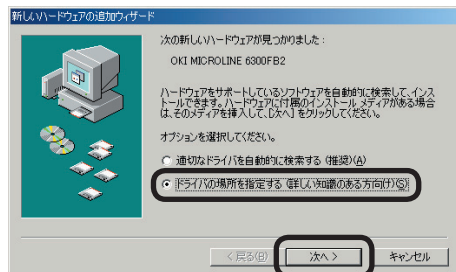 新しいハードウェアの追加ウィザード
次の新しいハードウェアが見つかりました :
OKI MICROLINE 6300FB2
ハードウェアをサポートしているソフトウェアを自動的に検索して、インス
トールできます。ハードウェアに付属のインストール メディアがある場合
は、そのメディアを挿入して、[次へ] をクリックしてください。
オプションを選択してください。
適切なドライバを自動的に検索する (推奨)(A)
ドライバの場所を指定する (詳しい知識のある方向け)(S)
< 戻る(B)
次へ >
キャンセル